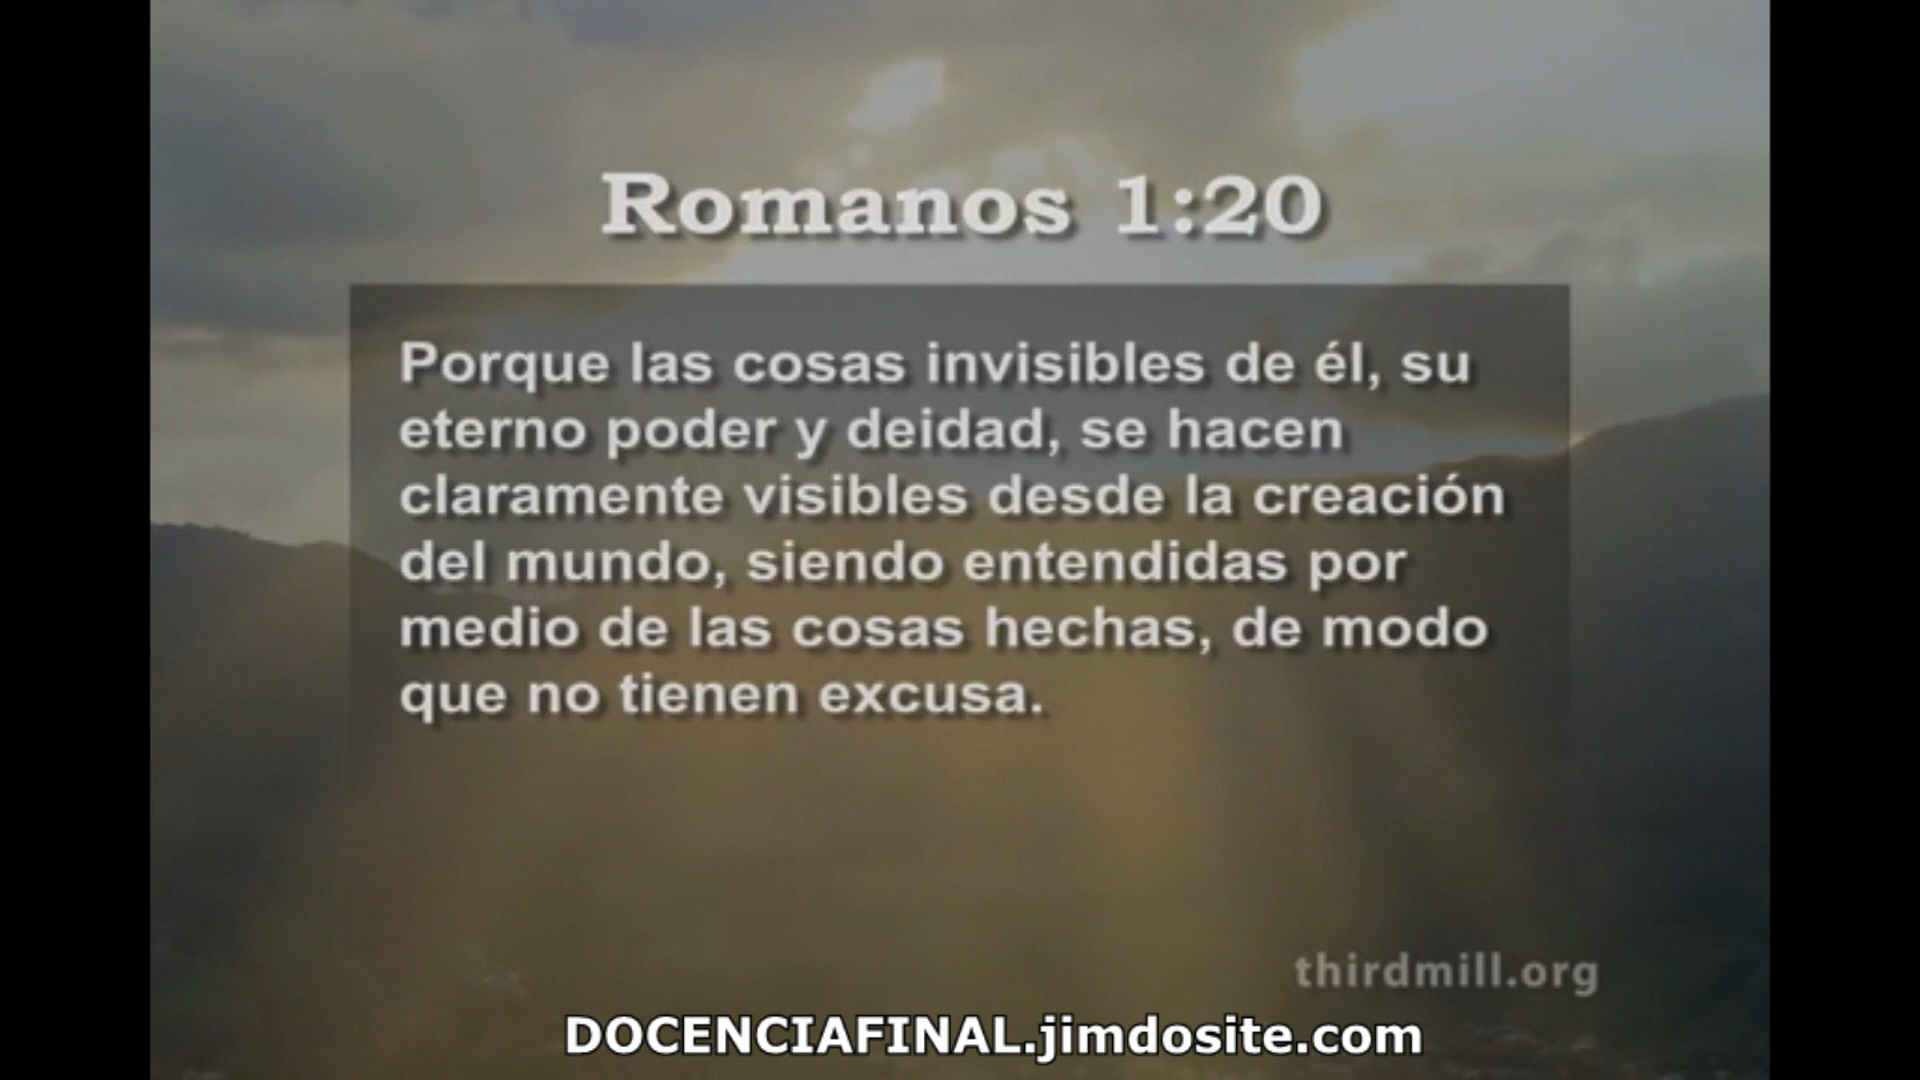 Romanos 1:20
Porque las cosas invisibles de él, su
eterno poder y deidad, se hacen
claramente visibles desde la creación
del mundo, siendo entendidas por
medio de las cosas hechas, de modo
que no tienen excusa.
thirdmill.org
DOCENCIAFINAL.jimdosite.com